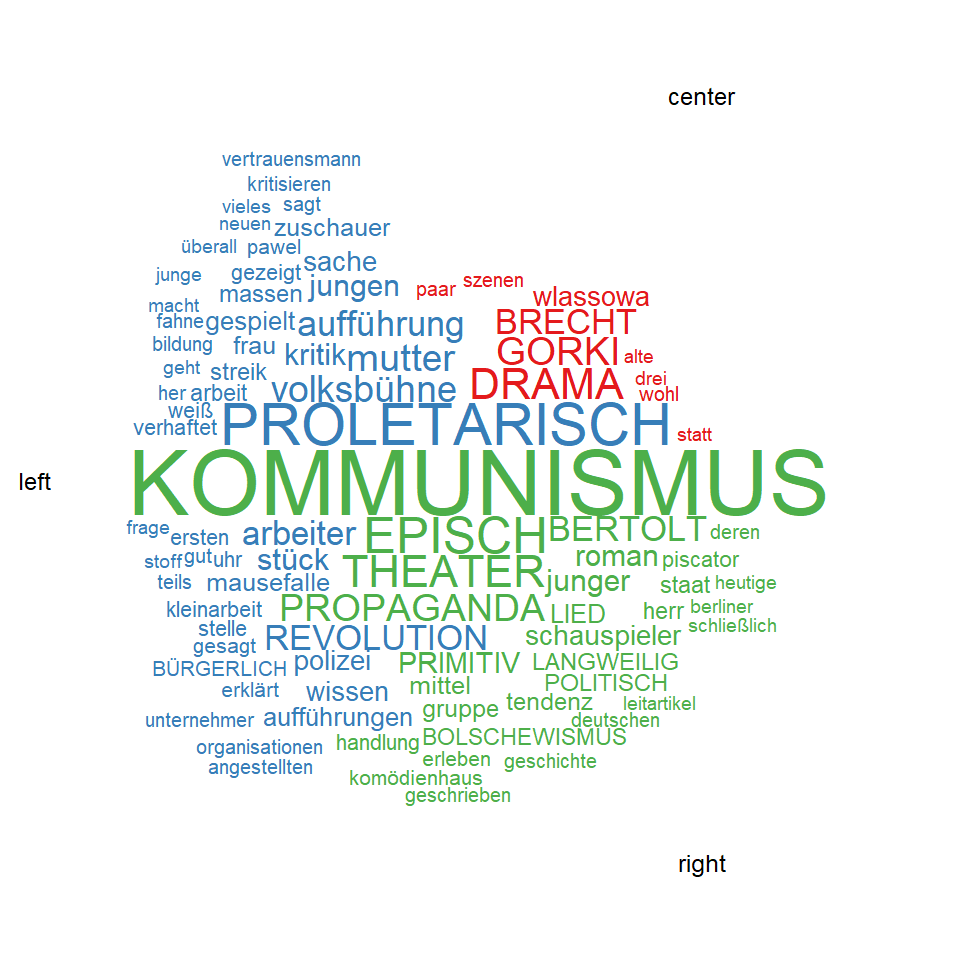 center
vertrauensmann
kritisieren
vieles sagt
neuen zuschauer
überall pawel
sache
junge gezeigt
massen jungen paar szenen
macht wlassowa
fahne gespielt aufführung BRECHT
bildung frau kritik mutter GORKI alte
geht streik
her arbeit volksbühne DRAMA drei
wohl
weiß
verhaftet PROLETARISCH statt
left KOMMUNISMUS
frage ersten arbeiter EPISCH BERTOLT deren
stoff gut uhr stück roman piscator
teils mausefalle THEATER junger staat heutige
kleinarbeit PROPAGANDA LIED herr berliner
stelle schließlich
gesagt REVOLUTION schauspieler
BÜRGERLICH polizei PRIMITIV LANGWEILIG
erklärt wissen mittel POLITISCH
unternehmer aufführungen gruppe tendenz leitartikel
deutschen
organisationen handlung BOLSCHEWISMUS
angestellten erleben geschichte
komödienhaus
geschrieben
right